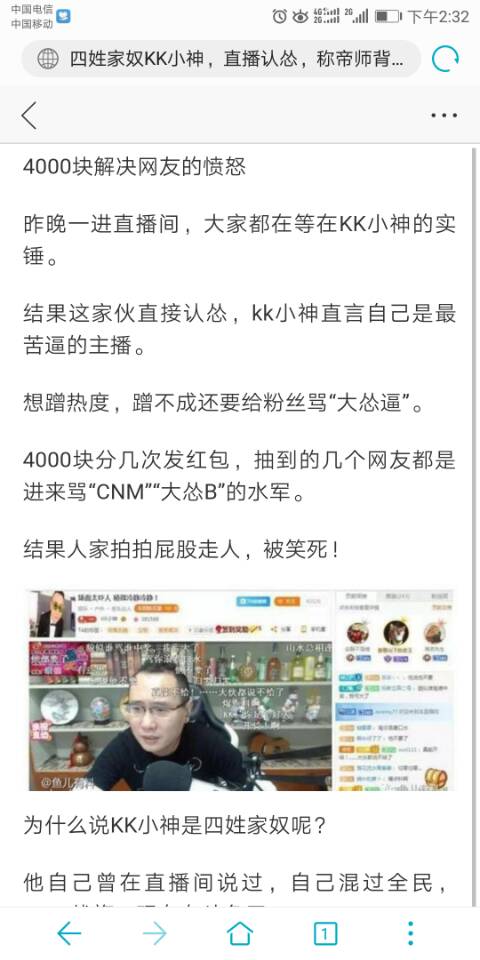 中国电信
中国移动
下午2:32
四姓家奴KK小神，直播认怂，称帝师背...
4000块解决网友的愤怒
昨晚一进直播间，大家都在等在KK小神的实
锤。
结果这家伙直接认怂，kk小神直言自己是最
苦逼的主播。
想蹭热度，蹭不成还要给粉丝骂“大怂逼”。
4000块分几次发红包，抽到的几个网友都是
进来骂“CNM”“大怂B”的水军。
结果人家拍拍屁股走人，被笑死！
为什么说KK小神是四姓家奴呢？
他自己曾在直播间说过，自己混过全民，
1